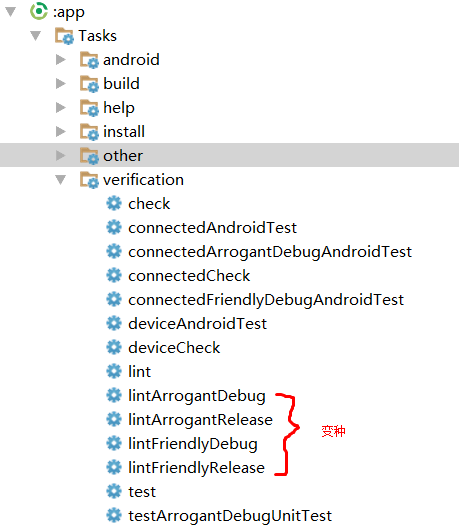 :app
Tasks
android
build
help
install
other
verification
check
connectedAndroidTest
connectedArrogantDebugAndroidTest
connectedCheck
connectedFriendlyDebugAndroidTest
deviceAndroidTest
deviceCheck
lint
lintArrogantDebug
lintArrogantRelease
变种
lintFriendlyDebug
lintFriendlyRelease
test
testArrogantDebugUnitTest